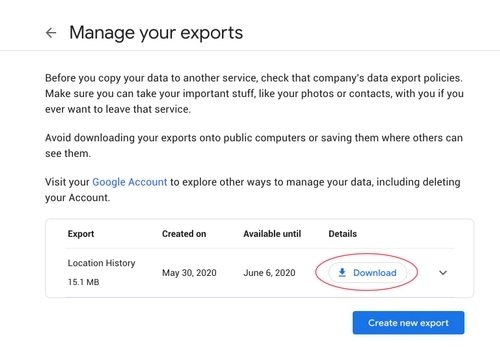 Manage your exports
Before you copy your data to another service, check that company's data export policies.
Make sure you can take your important stuff, like your photos or contacts, with you if you
ever want to leave that service.
Avoid downloading your exports onto public computers or saving them where others can
see them.
Visit your Google Account to explore other ways to manage your data, including deleting
your Account.
Export Created on Available until Details
Location History
15.1 MB May 30, 2020 June 6, 2020 Download
Create new export